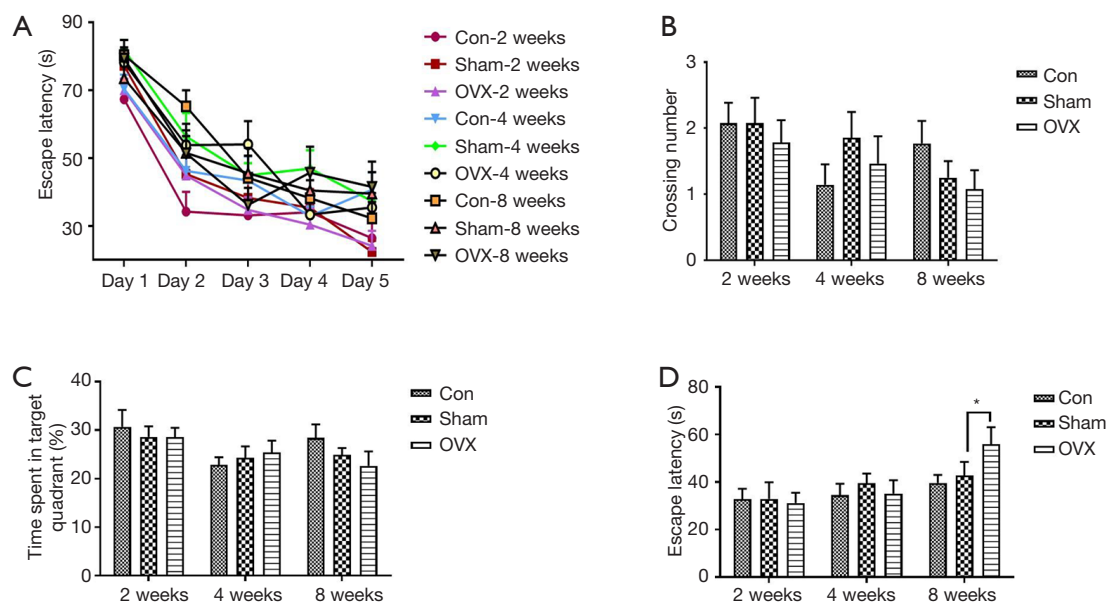 A
Escape latency (s)
90
70
50
30
Day 1 Day 2 Day 3 Day 4 Day 5
Con-2 weeks
Sham-2 weeks
OVX-2 weeks
Con-4 weeks
Sham-4 weeks
OVX-4 weeks
Con-8 weeks
Sham-8 weeks
OVX-8 weeks
B
Crossing number
3
2
1
0
2 weeks 4 weeks 8 weeks
Con
Sham
OVX
C
Time spent in target
quadrant (%)
40
30
20
10
0
2 weeks 4 weeks 8 weeks
Con
Sham
OVX
D
Escape latency (s)
80
60
40
20
0
2 weeks 4 weeks 8 weeks
*
Con
Sham
OVX